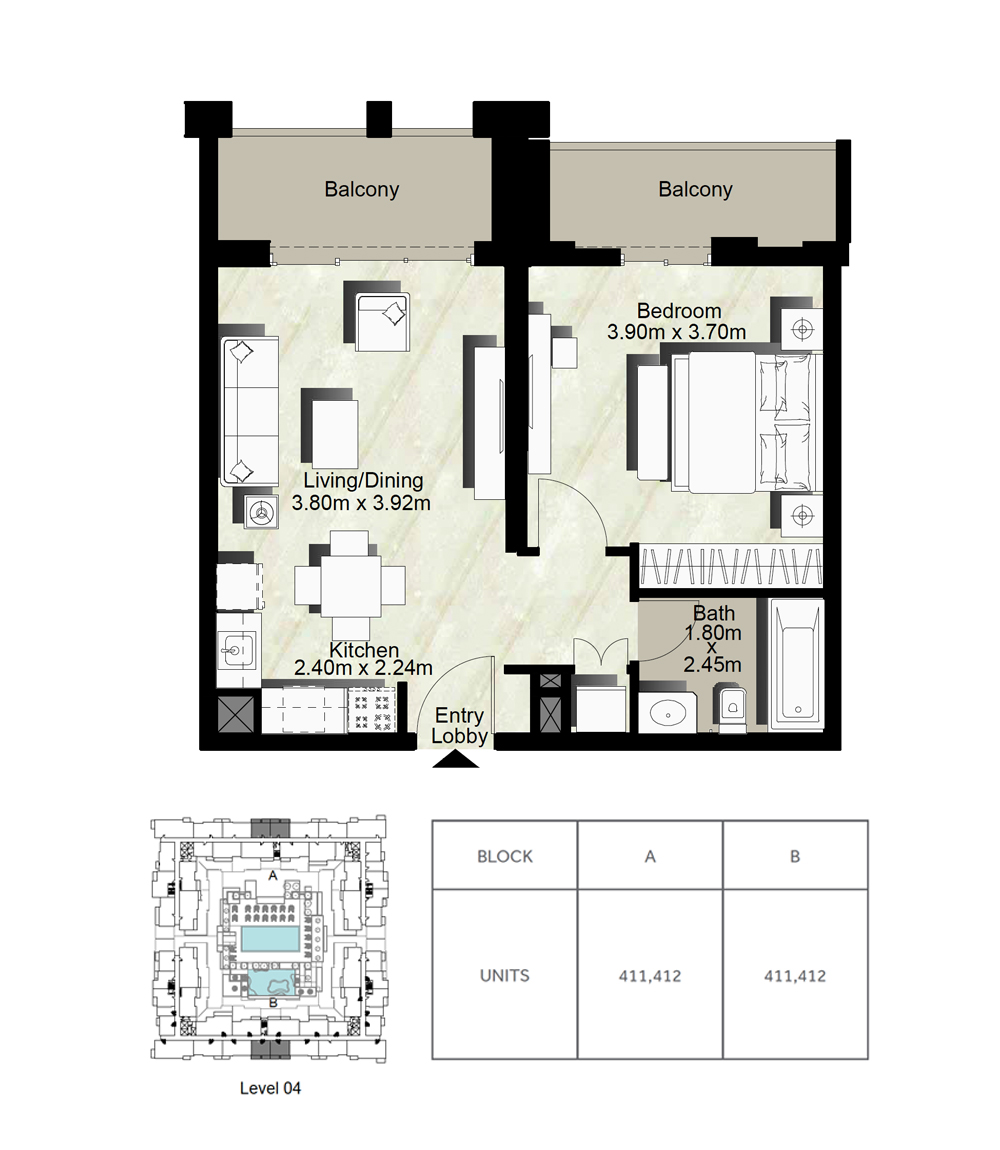 Balcony
Balcony
Bedroom
3.90m x 3.70m
Living/Dining
3.80m x 3.92m
Bath
1.80m
x
2.45m
Kitchen
2.40m x 2.24m
Entry
Lobby
A
B
Level 04
BLOCK A B
UNITS 411,412 411,412